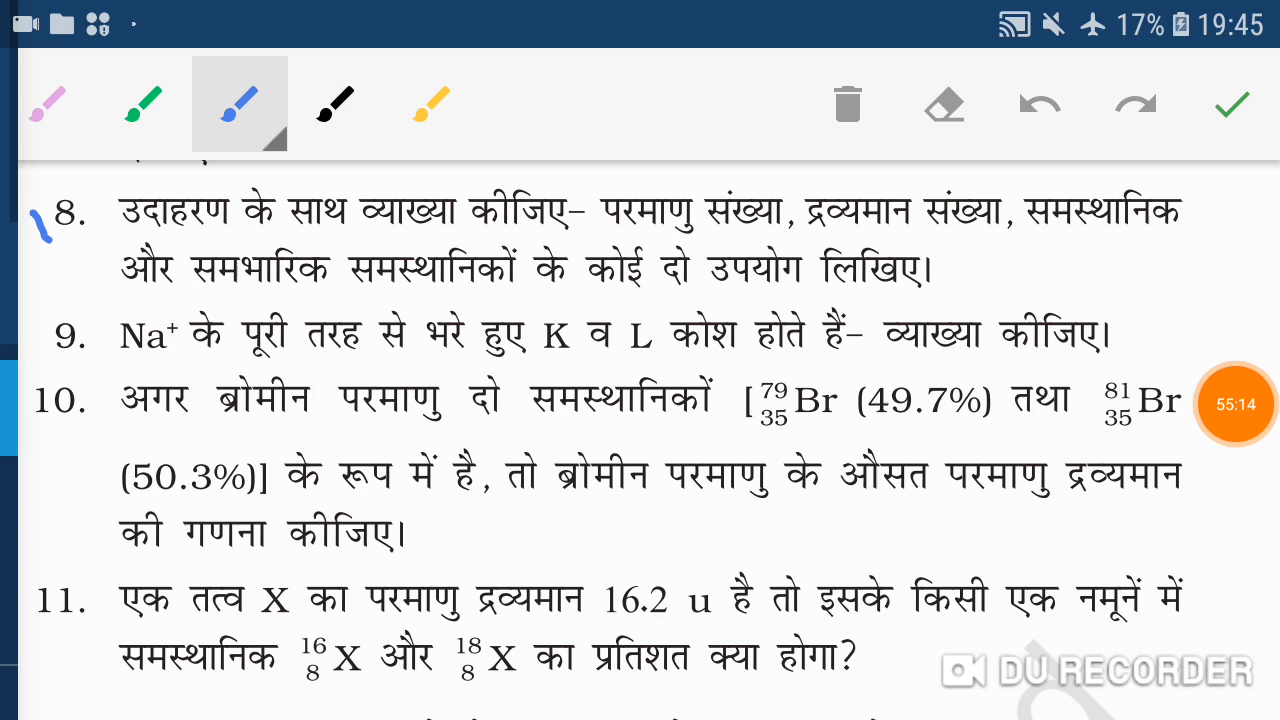 17% 19:45
8. उदाहरण के साथ व्याख्या कीजिए– परमाणु संख्या, द्रव्यमान संख्या, समस्थानिक
और समभारिक समस्थानिकों के कोई दो उपयोग लिखिए।
9. Na⁺ के पूरी तरह से भरे हुए K व L कोश होते हैं– व्याख्या कीजिए।
10. अगर ब्रोमीन परमाणु दो समस्थानिकों [⁷⁹₃₅Br (49.7%) तथा ⁸¹₃₅Br
55:14
(50.3%)] के रूप में है, तो ब्रोमीन परमाणु के औसत परमाणु द्रव्यमान
की गणना कीजिए।
11. एक तत्व X का परमाणु द्रव्यमान 16.2 u है तो इसके किसी एक नमूनें में
समस्थानिक ¹⁶₈X और ¹⁸₈X का प्रतिशत क्या होगा?
DU RECORDER